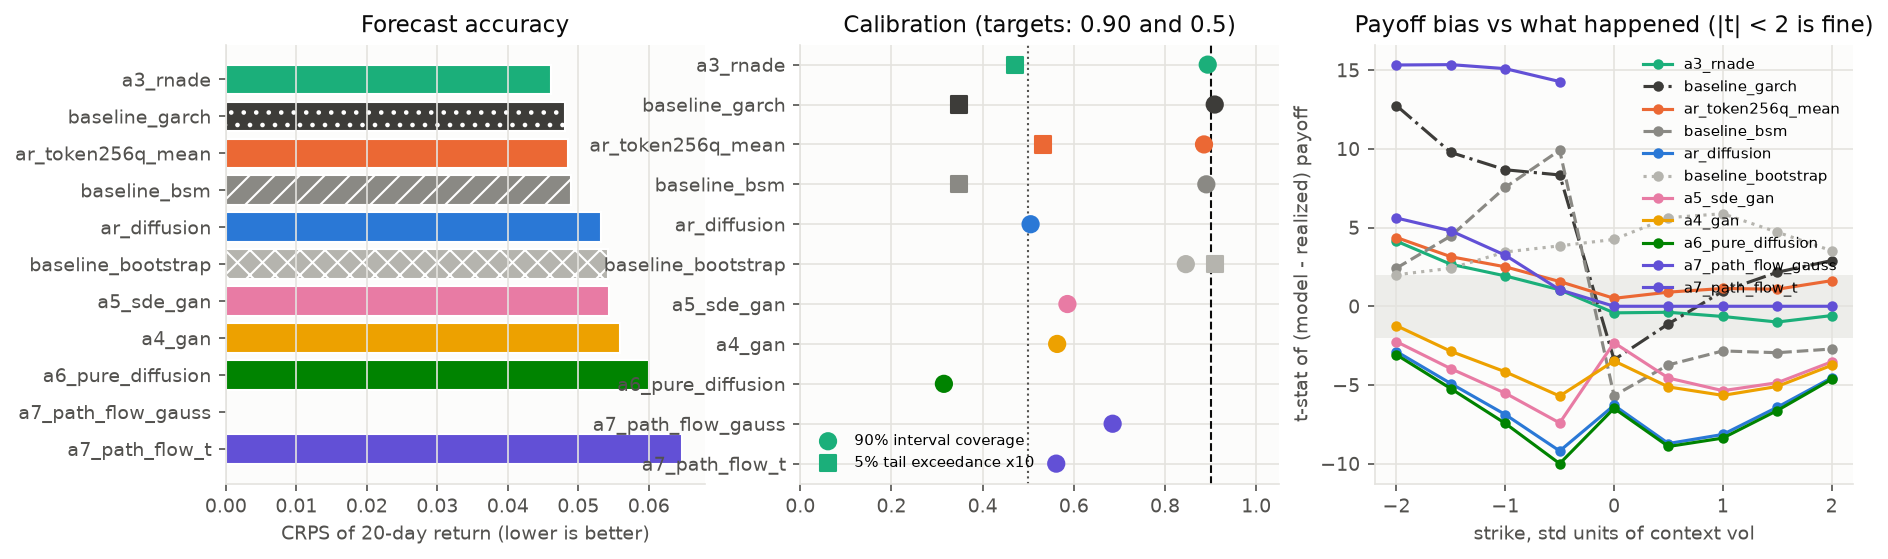 Forecast accuracy
a3_rnade
baseline_garch
ar_token256q_mean
baseline_bsm
ar_diffusion
baseline_bootstrap
a5_sde_gan
a4_gan
a6_pure_diffusion
a7_path_flow_gauss
a7_path_flow_t
0.00 0.01 0.02 0.03 0.04 0.05 0.06
CRPS of 20-day return (lower is better)
Calibration (targets: 0.90 and 0.5)
a3_rnade
baseline_garch
ar_token256q_mean
baseline_bsm
ar_diffusion
baseline_bootstrap
a5_sde_gan
a4_gan
a6_pure_diffusion
a7_path_flow_gauss
a7_path_flow_t
90% interval coverage
5% tail exceedance x10
0.0 0.2 0.4 0.6 0.8 1.0
Payoff bias vs what happened (|t| < 2 is fine)
t-stat of (model - realized) payoff
15
10
5
0
−5
−10
a3_rnade
baseline_garch
ar_token256q_mean
baseline_bsm
ar_diffusion
baseline_bootstrap
a5_sde_gan
a4_gan
a6_pure_diffusion
a7_path_flow_gauss
a7_path_flow_t
−2 −1 0 1 2
strike, std units of context vol